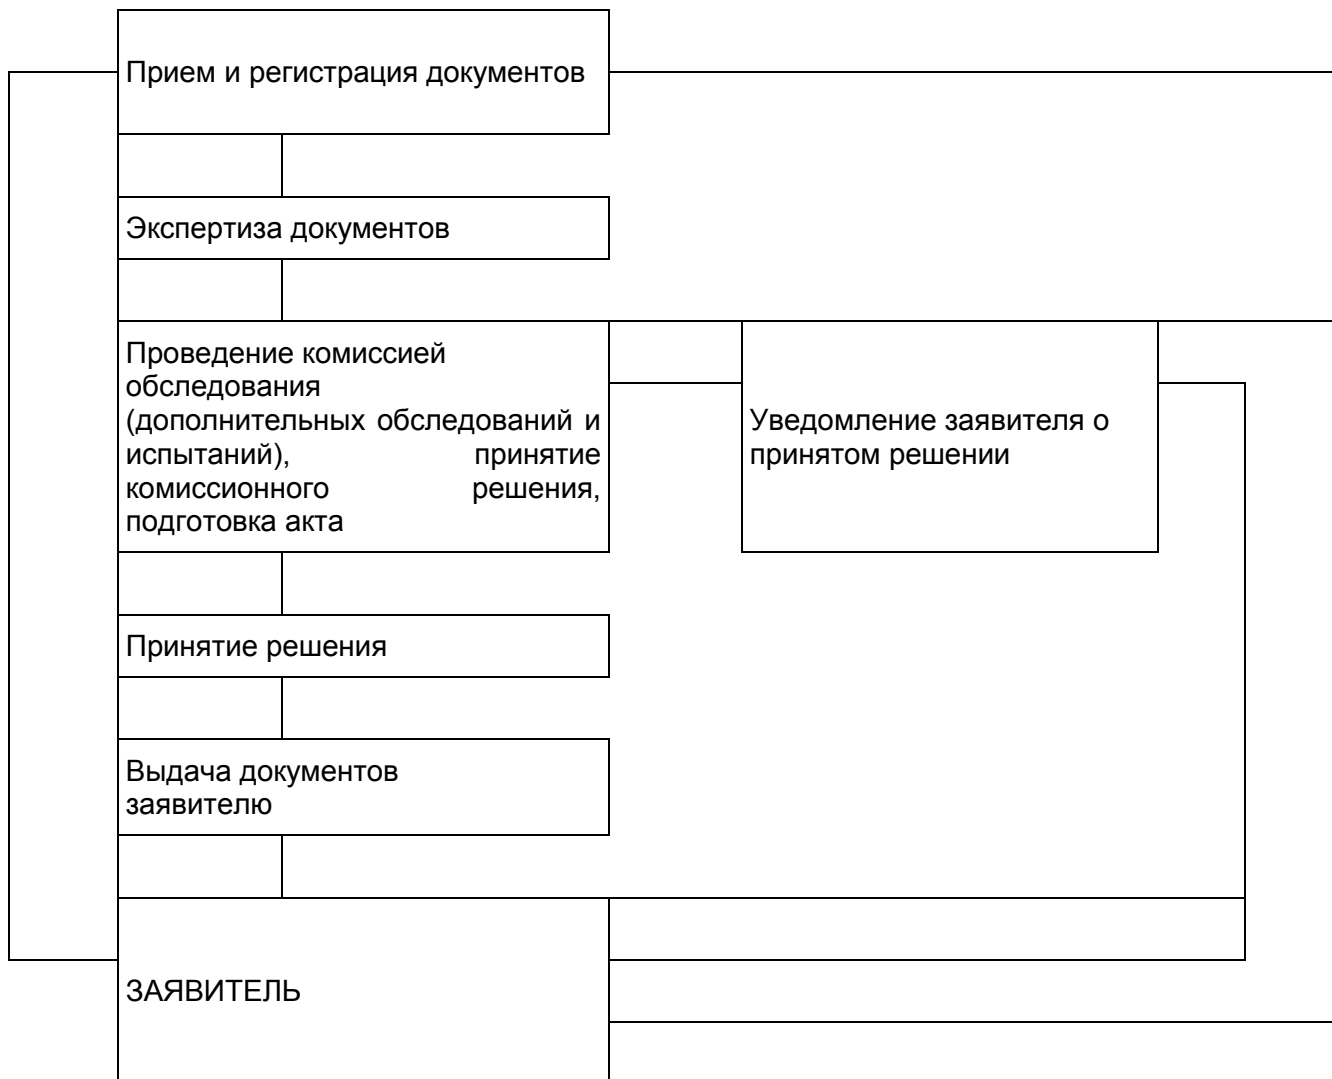 Прием и регистрация документов
Экспертиза документов
Проведение комиссией
обследования
(дополнительных обследований и
испытаний), принятие
комиссионного решения,
подготовка акта
Уведомление заявителя о
принятом решении
Принятие решения
Выдача документов
заявителю
ЗАЯВИТЕЛЬ